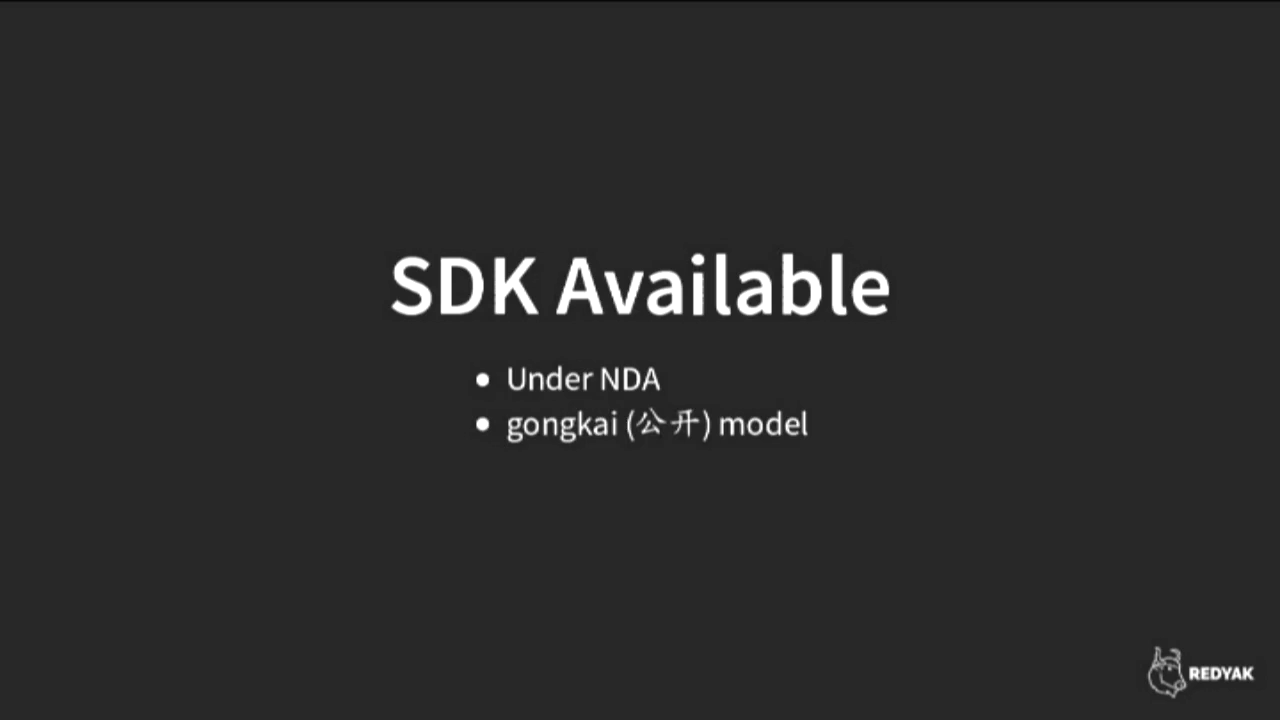 SDK Available
• Under NDA
• gongkai (公开) model
REDYAK